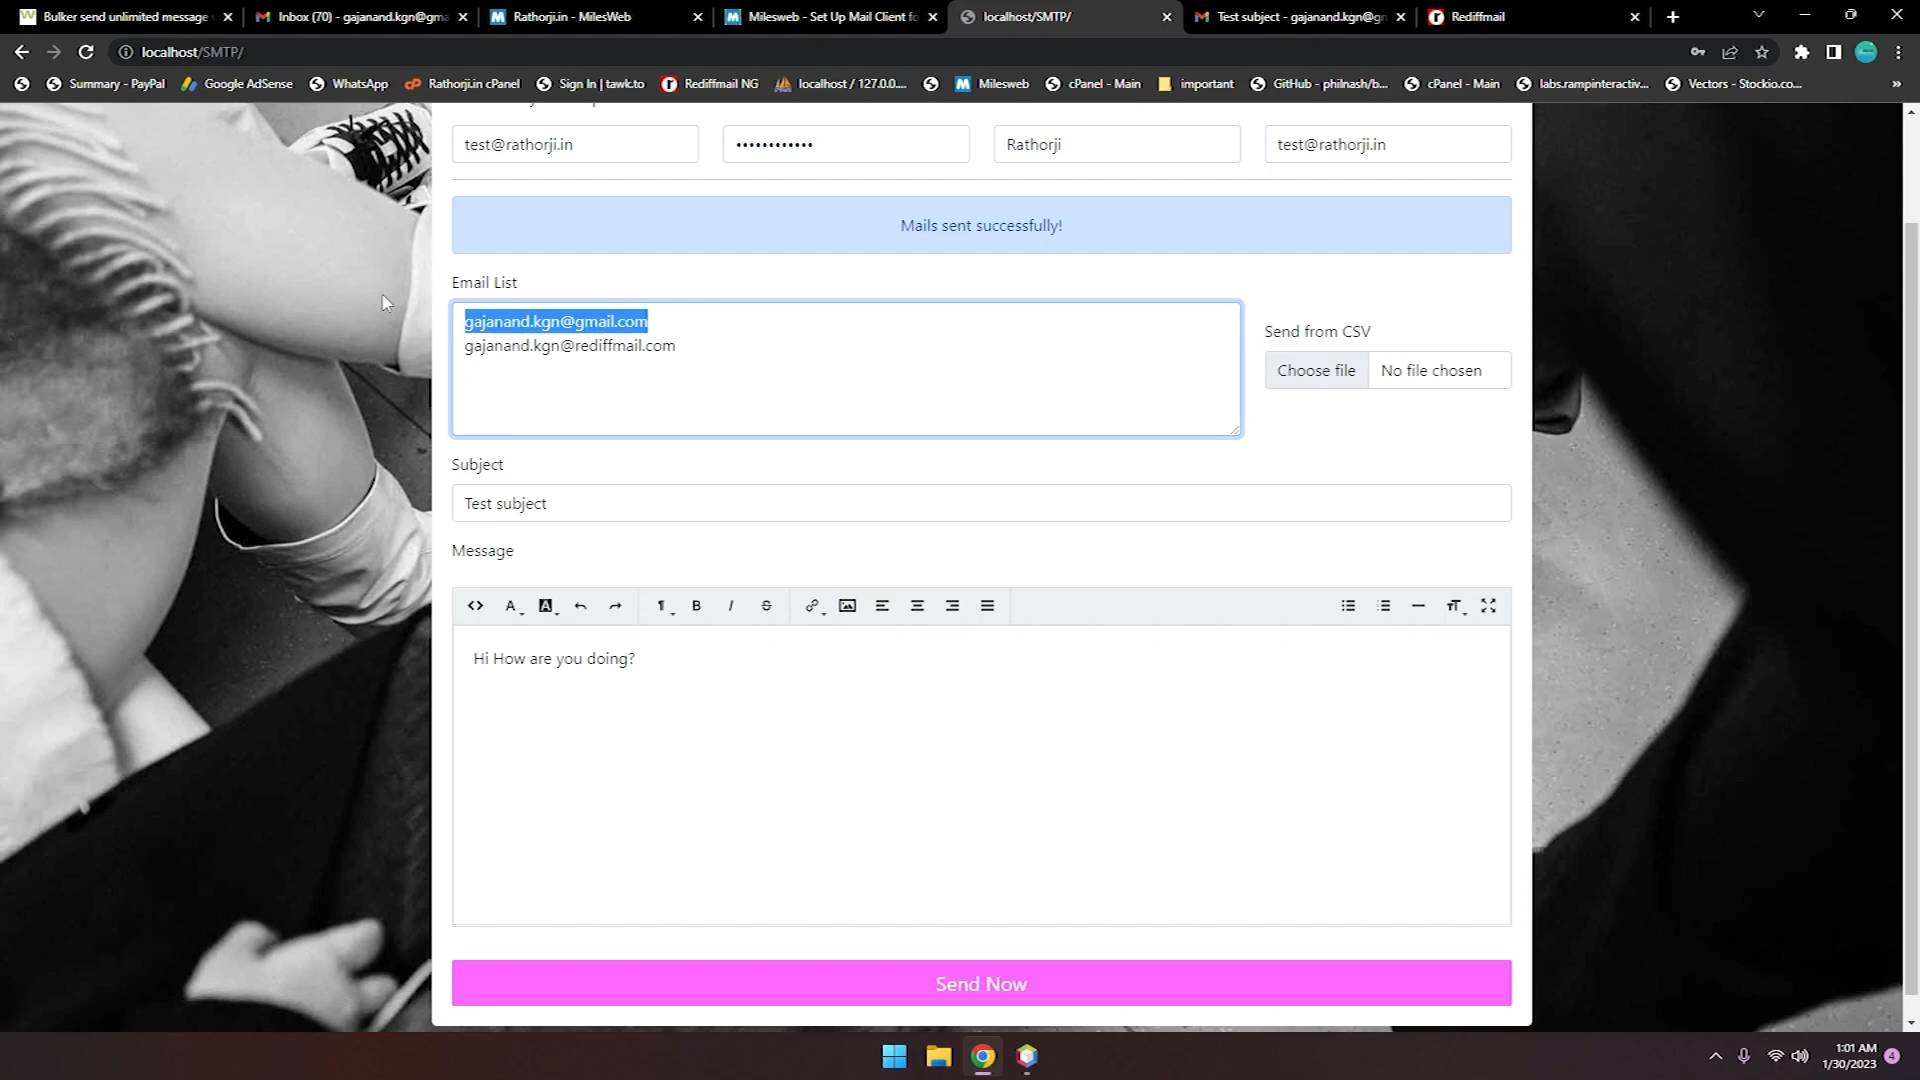 Bulker send unlimited message
Inbox (70) - gajanand.kgn@gma
Rathorji.in - MilesWeb
Milesweb - Set Up Mail Client fo
localhost/SMTP/
Test subject - gajanand.kgn@gm
Rediffmail
localhost/SMTP/
Summary - PayPal
Google AdSense
WhatsApp
Rathorji.in cPanel
Sign In | tawk.to
Rediffmail NG
localhost / 127.0.0....
Milesweb
cPanel - Main
important
GitHub - philnash/b...
cPanel - Main
labs.rampinteractiv...
Vectors - Stockio.co...
test@rathorji.in
••••••••••••
Rathorji
test@rathorji.in
Mails sent successfully!
Email List
gajanand.kgn@gmail.com
gajanand.kgn@rediffmail.com
Send from CSV
Choose file
No file chosen
Subject
Test subject
Message
Hi How are you doing?
Send Now
1:01 AM
1/30/2023
4